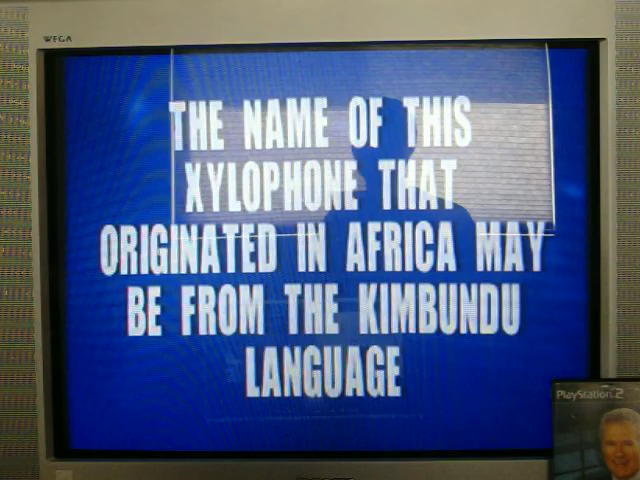 WEGA
THE NAME OF THIS
XYLOPHONE THAT
ORIGINATED IN AFRICA MAY
BE FROM THE KIMBUNDU
LANGUAGE
PlayStation.2